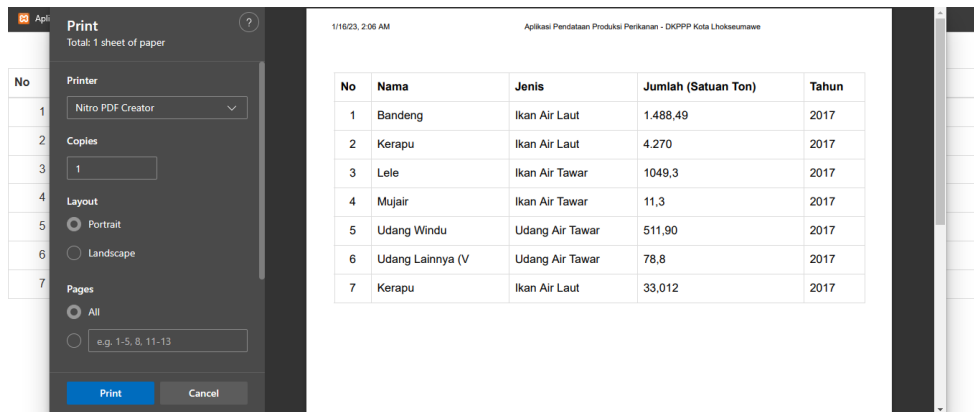 Apli
Print
?
Total: 1 sheet of paper
Printer
Nitro PDF Creator
Copies
1
Layout
Portrait
Landscape
Pages
All
e.g. 1-5, 8, 11-13
Print Cancel
No
1
2
3
4
5
6
7
1/16/23, 2:06 AM Aplikasi Pendataan Produksi Perikanan - DKPPP Kota Lhokseumawe
No Nama Jenis Jumlah (Satuan Ton) Tahun
1 Bandeng Ikan Air Laut 1.488,49 2017
2 Kerapu Ikan Air Laut 4.270 2017
3 Lele Ikan Air Tawar 1049,3 2017
4 Mujair Ikan Air Tawar 11,3 2017
5 Udang Windu Udang Air Tawar 511,90 2017
6 Udang Lainnya (V Udang Air Tawar 78,8 2017
7 Kerapu Ikan Air Laut 33,012 2017